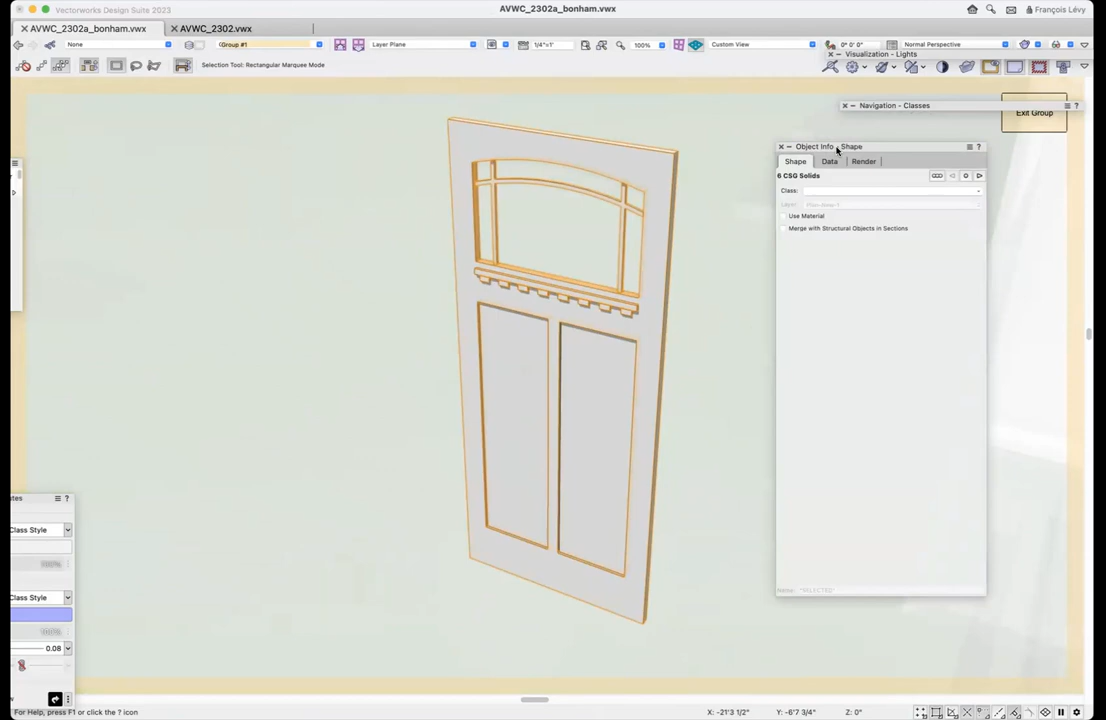 Vectorworks Design Suite 2023
AVWC_2302a_bonham.vwx
François Lévy
AVWC_2302a_bonham.vwx
AVWC_2302.vwx
None
Group #1
Layer Plane
1/4"=1'
100%
Custom View
0° 0' 0"
Normal Perspective
Visualization - Lights
Selection Tool: Rectangular Marquee Mode
Navigation - Classes
Exit Group
Object Info - Shape
Shape
Data
Render
6 CSG Solids
Class:
Layer:
Use Material
Merge with Structural Objects in Sections
Name:
utes
Class Style
100%
Class Style
100%
0.08
For Help, press F1 or click the ? icon
X: -21'3 1/2"
Y: -6'7 3/4"
Z: 0"